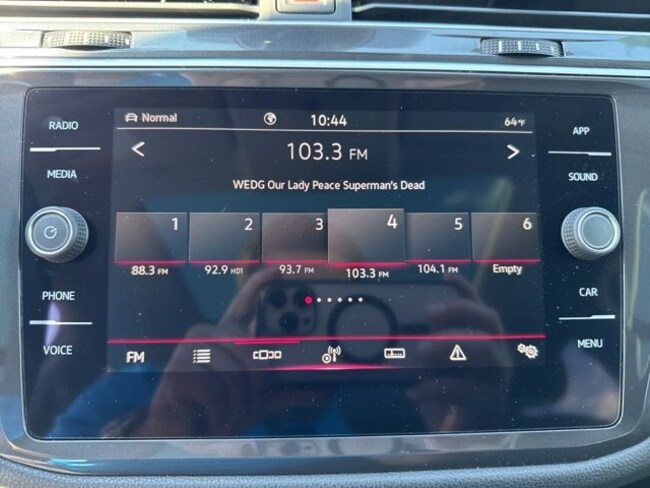 RADIO
MEDIA
PHONE
VOICE
Normal 10:44 64°F
103.3 FM
WEDG Our Lady Peace Superman's Dead
1 2 3 4 5 6
88.3 FM 92.9 HD1 93.7 FM 103.3 FM 104.1 FM Empty
FM
APP
SOUND
CAR
MENU